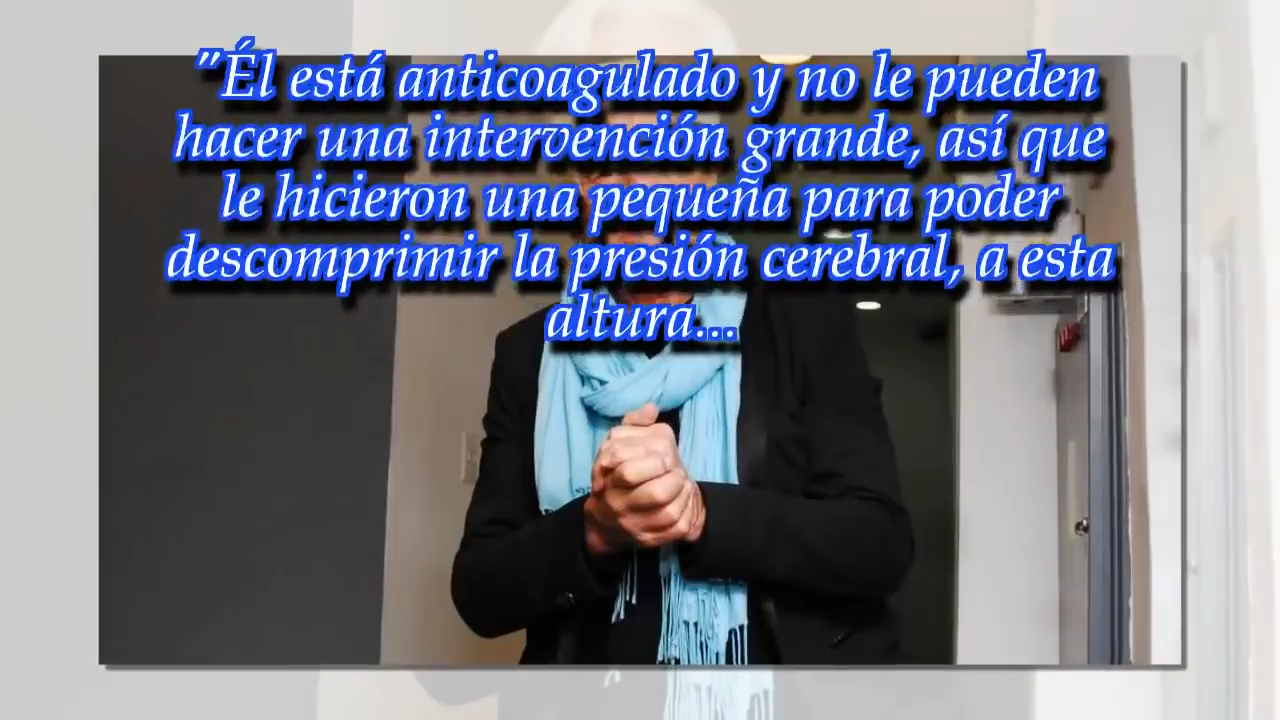 "Él está anticoagulado y no le pueden
hacer una intervención grande, así que
le hicieron una pequeña para poder
descomprimir la presión cerebral, a esta
altura...